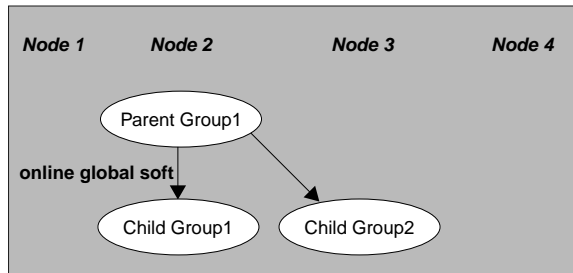 Node 1 Node 2 Node 3 Node 4
Parent Group1
online global soft
Child Group1 Child Group2